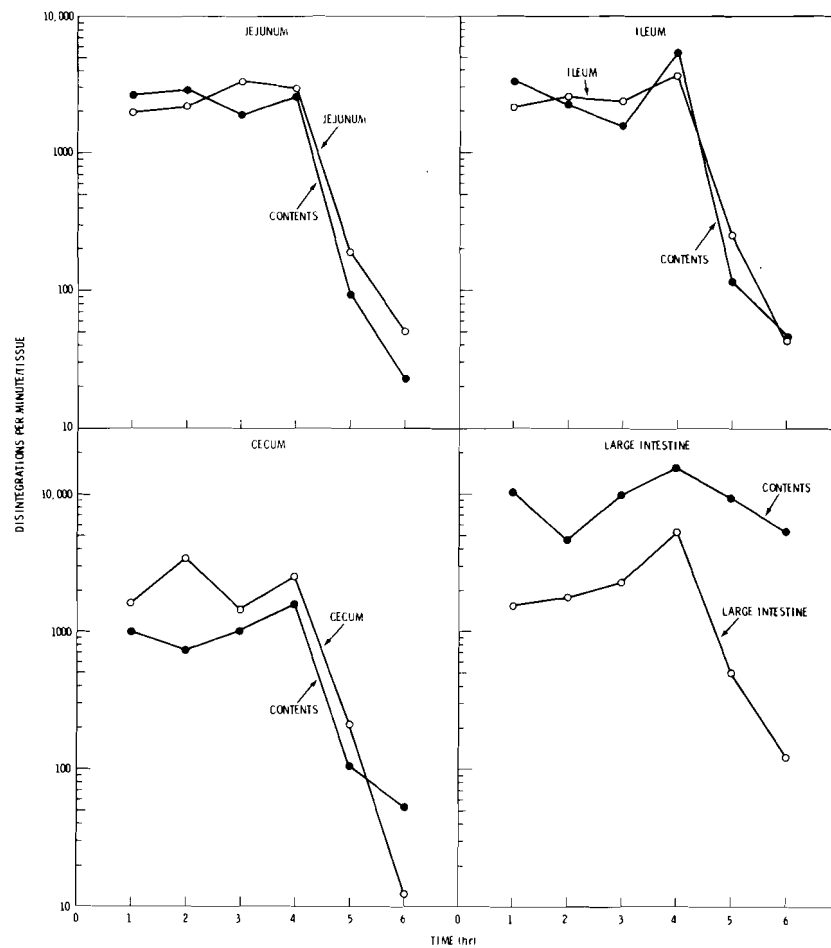 JEJUNUM
ILEUM
10,000
1000
100
10
JEJUNUM
CONTENTS
ILEUM
CONTENTS
DISINTEGRATIONS PER MINUTE/TISSUE
CECUM
LARGE INTESTINE
10,000
1000
100
10
CECUM
CONTENTS
CONTENTS
LARGE INTESTINE
0 1 2 3 4 5 6 0 1 2 3 4 5 6
TIME (hr)